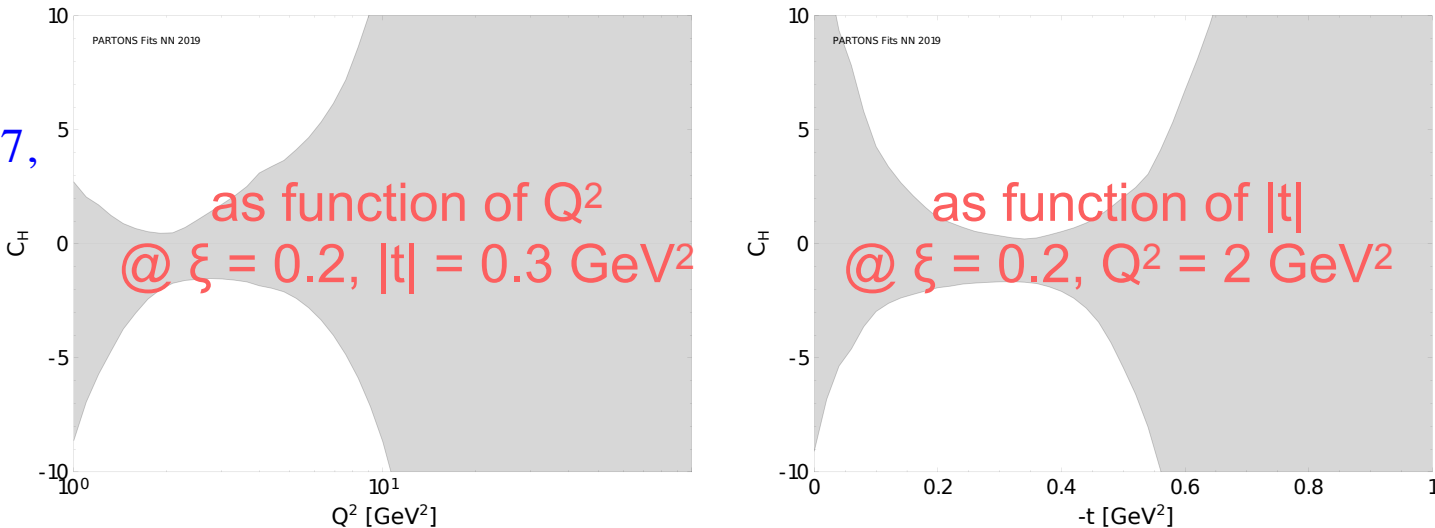 10
PARTONS Fits NN 2019
5
7,
as function of Q²
C_H
0
@ ξ = 0.2, |t| = 0.3 GeV²
-5
-10
10⁰
10¹
Q² [GeV²]
10
PARTONS Fits NN 2019
5
as function of |t|
C_H
0
@ ξ = 0.2, Q² = 2 GeV²
-5
-10
0
0.2
0.4
0.6
0.8
1
-t [GeV²]